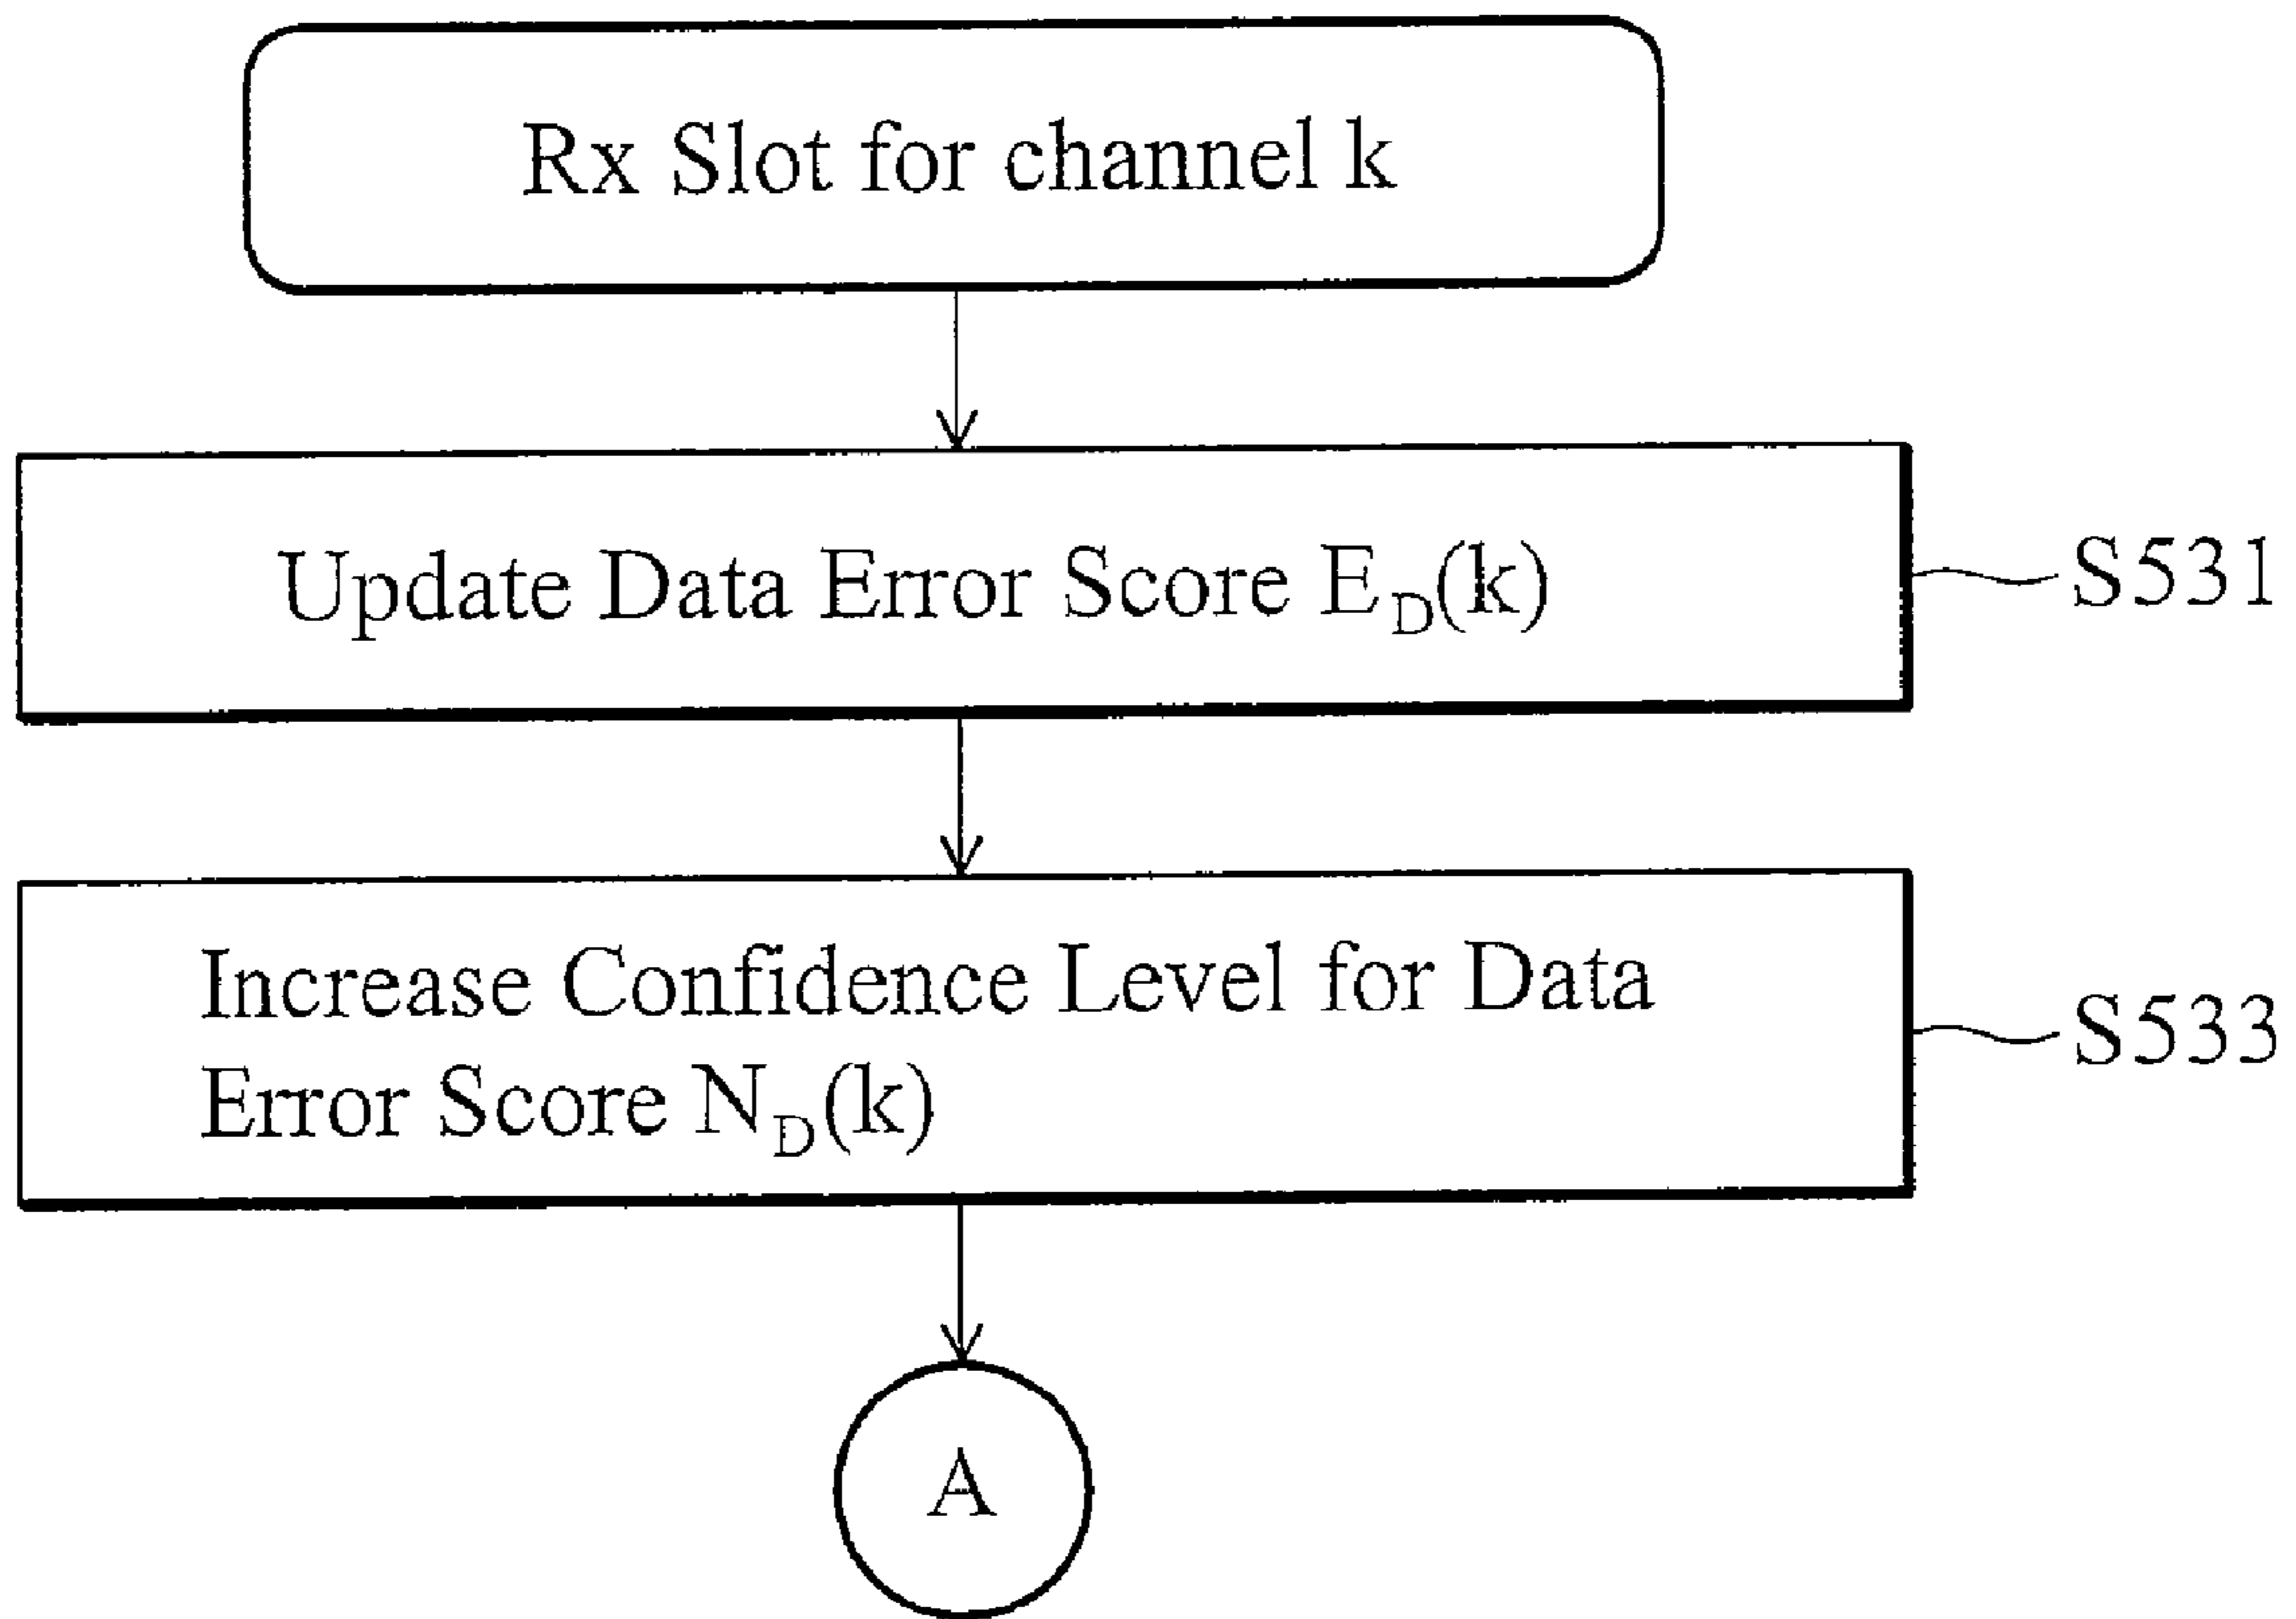 Rx Slot for channel k
Update Data Error Score E_D(k)
S531
Increase Confidence Level for Data
Error Score N_D(k)
S533
A